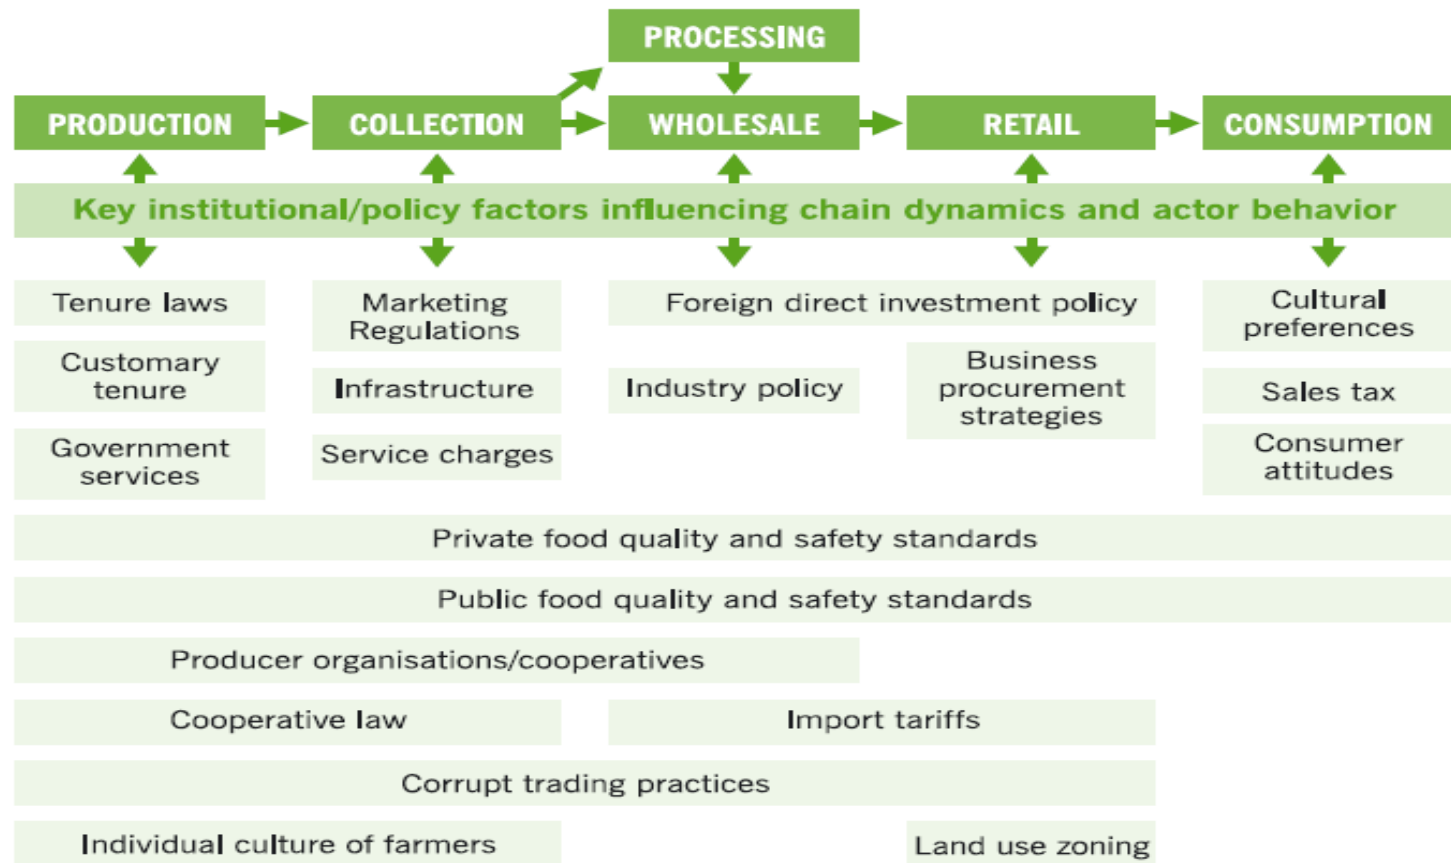 PROCESSING
PRODUCTION
COLLECTION
WHOLESALE
RETAIL
CONSUMPTION
Key institutional/policy factors influencing chain dynamics and actor behavior
Tenure laws
Customary
tenure
Government
services
Marketing
Regulations
Infrastructure
Service charges
Foreign direct investment policy
Industry policy
Business
procurement
strategies
Cultural
preferences
Sales tax
Consumer
attitudes
Private food quality and safety standards
Public food quality and safety standards
Producer organisations/cooperatives
Cooperative law
Import tariffs
Corrupt trading practices
Individual culture of farmers
Land use zoning